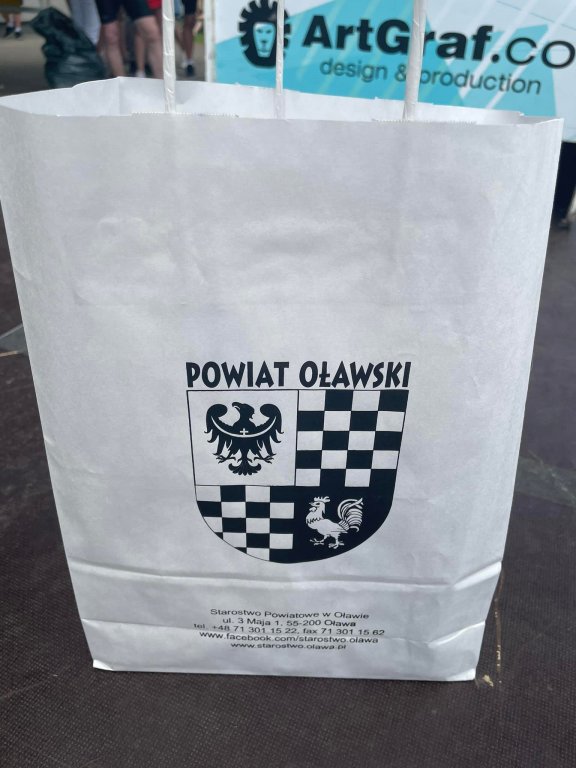 ArtGraf.co
design & production
POWIAT OŁAWSKI
Starostwo Powiatowe w Oławie
ul. 3 Maja 1, 55-200 Oława
tel. +48 71 301 15 22, fax 71 301 15 62
www.facebook.com/starostwo.olawa
www.starostwo.olawa.pl